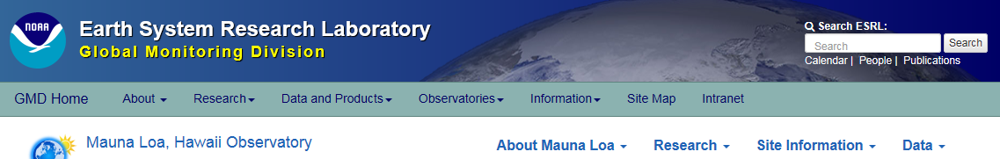 NOAA
Earth System Research Laboratory
Global Monitoring Division
Search ESRL:
Search
Search
Calendar | People | Publications
GMD Home About Research Data and Products Observatories Information Site Map Intranet
Mauna Loa, Hawaii Observatory
About Mauna Loa Research Site Information Data